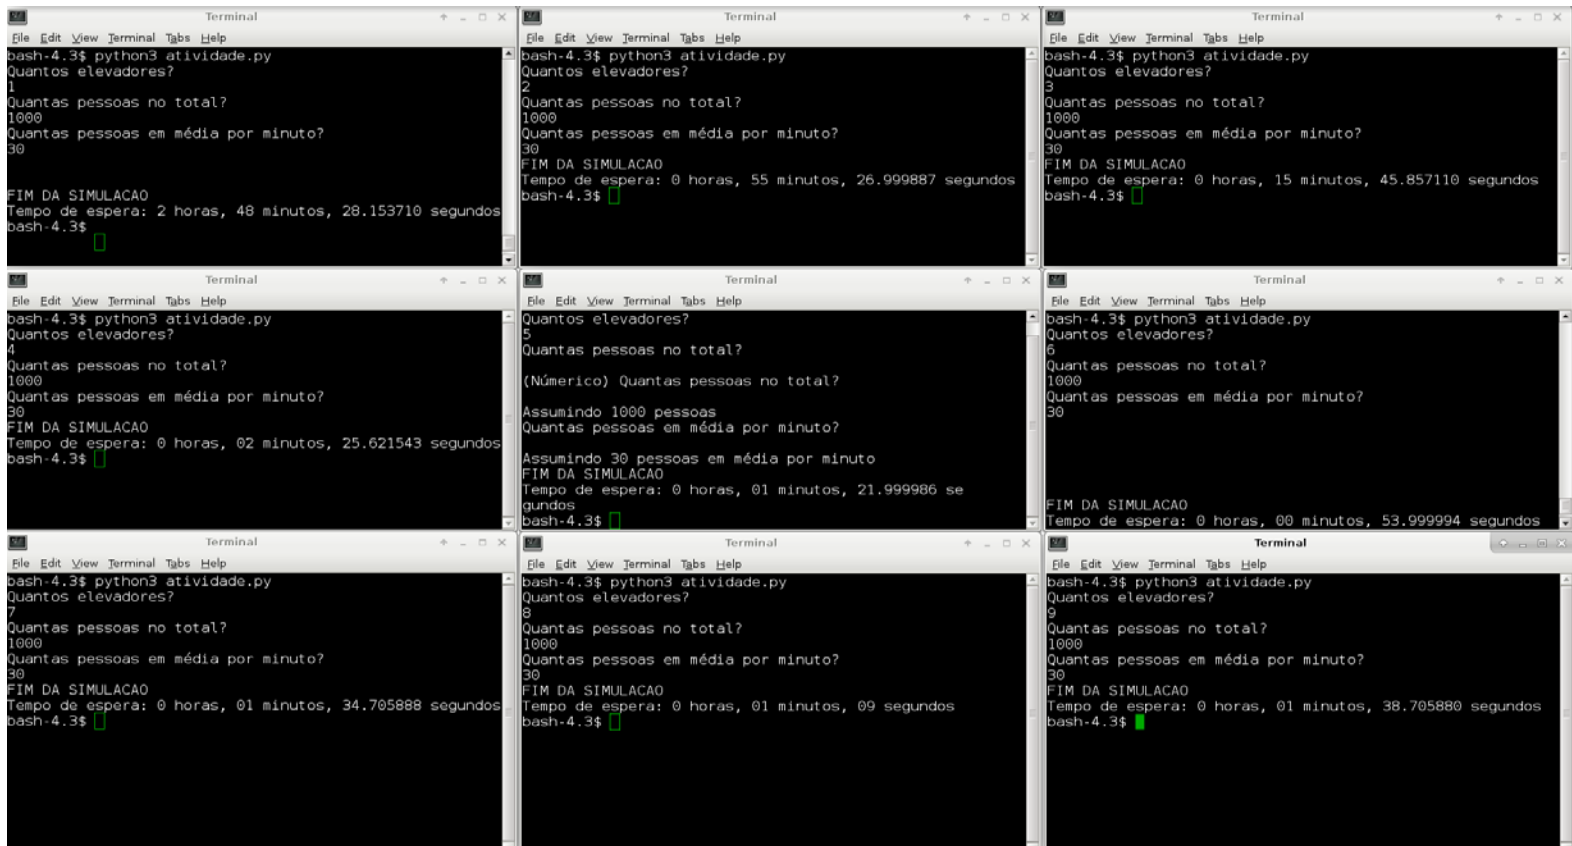 Terminal
File Edit View Terminal Tabs Help
bash-4.3$ python3 atividade.py
Quantos elevadores?
1
Quantas pessoas no total?
1000
Quantas pessoas em média por minuto?
30
FIM DA SIMULACAO
Tempo de espera: 2 horas, 48 minutos, 28.153710 segundos
bash-4.3$
Terminal
File Edit View Terminal Tabs Help
bash-4.3$ python3 atividade.py
Quantos elevadores?
2
Quantas pessoas no total?
1000
Quantas pessoas em média por minuto?
30
FIM DA SIMULACAO
Tempo de espera: 0 horas, 55 minutos, 26.999887 segundos
bash-4.3$
Terminal
File Edit View Terminal Tabs Help
bash-4.3$ python3 atividade.py
Quantos elevadores?
3
Quantas pessoas no total?
1000
Quantas pessoas em média por minuto?
30
FIM DA SIMULACAO
Tempo de espera: 0 horas, 15 minutos, 45.857110 segundos
bash-4.3$
Terminal
File Edit View Terminal Tabs Help
bash-4.3$ python3 atividade.py
Quantos elevadores?
4
Quantas pessoas no total?
1000
Quantas pessoas em média por minuto?
30
FIM DA SIMULACAO
Tempo de espera: 0 horas, 02 minutos, 25.621543 segundos
bash-4.3$
Terminal
File Edit View Terminal Tabs Help
Quantos elevadores?
5
Quantas pessoas no total?
(Númerico) Quantas pessoas no total?
Assumindo 1000 pessoas
Quantas pessoas em média por minuto?
Assumindo 30 pessoas em média por minuto
FIM DA SIMULACAO
Tempo de espera: 0 horas, 01 minutos, 21.999986 se
gundos
bash-4.3$
Terminal
File Edit View Terminal Tabs Help
bash-4.3$ python3 atividade.py
Quantos elevadores?
6
Quantas pessoas no total?
1000
Quantas pessoas em média por minuto?
30
FIM DA SIMULACAO
Tempo de espera: 0 horas, 00 minutos, 53.999994 segundos
Terminal
File Edit View Terminal Tabs Help
bash-4.3$ python3 atividade.py
Quantos elevadores?
7
Quantas pessoas no total?
1000
Quantas pessoas em média por minuto?
30
FIM DA SIMULACAO
Tempo de espera: 0 horas, 01 minutos, 34.705888 segundos
bash-4.3$
Terminal
File Edit View Terminal Tabs Help
bash-4.3$ python3 atividade.py
Quantos elevadores?
8
Quantas pessoas no total?
1000
Quantas pessoas em média por minuto?
30
FIM DA SIMULACAO
Tempo de espera: 0 horas, 01 minutos, 09 segundos
bash-4.3$
Terminal
File Edit View Terminal Tabs Help
bash-4.3$ python3 atividade.py
Quantos elevadores?
9
Quantas pessoas no total?
1000
Quantas pessoas em média por minuto?
30
FIM DA SIMULACAO
Tempo de espera: 0 horas, 01 minutos, 38.705880 segundos
bash-4.3$